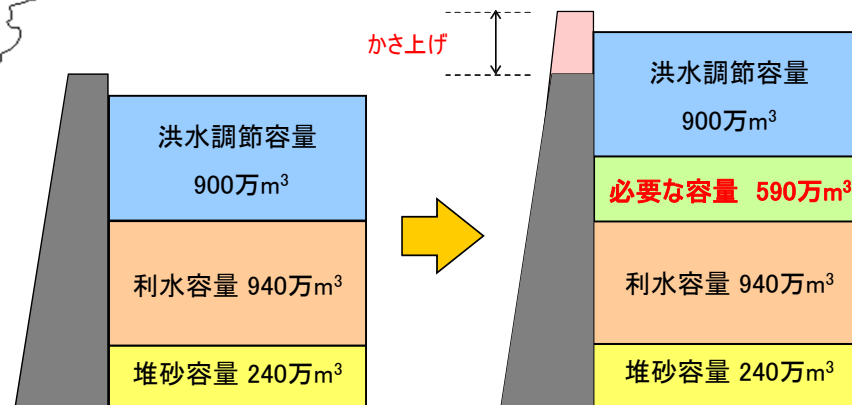 洪水調節容量
900万m³
利水容量 940万m³
堆砂容量 240万m³
かさ上げ
洪水調節容量
900万m³
必要な容量 590万m³
利水容量 940万m³
堆砂容量 240万m³